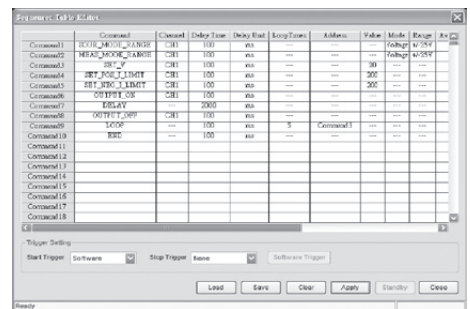 Sequence Table Editor
Command Channel Delay Time Delay Unit LoopTimes Address Value Mode Range Av
Command1 SOUR_MODE_RANGE CH1 100 ms --- --- --- Voltage +/-25V
Command2 MEAS_MODE_RANGE CH1 100 ms --- --- --- Voltage +/-25V
Command3 SET_V CH1 100 ms --- --- 20 --- ---
Command4 SET_POS_I_LIMIT CH1 100 ms --- --- 200 --- ---
Command5 SET_NEG_I_LIMIT CH1 100 ms --- --- 200 --- ---
Command6 OUTPUT_ON CH1 100 ms --- --- --- --- ---
Command7 DELAY --- 2000 ms --- --- --- --- ---
Command8 OUTPUT_OFF CH1 100 ms --- --- --- --- ---
Command9 LOOP --- 100 ms 5 Command3 --- --- ---
Command10 END --- 100 ms --- --- --- --- ---
Command11
Command12
Command13
Command14
Command15
Command16
Command17
Command18
Trigger Setting
Start Trigger Software Stop Trigger None Software Trigger
Load Save Clear Apply Standby Close
Ready